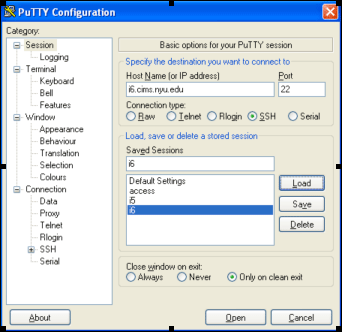 PuTTY Configuration
Category:
Session
Logging
Terminal
Keyboard
Bell
Features
Window
Appearance
Behaviour
Translation
Selection
Colours
Connection
Data
Proxy
Telnet
Rlogin
SSH
Serial
Basic options for your PuTTY session
Specify the destination you want to connect to
Host Name (or IP address) Port
i6.cims.nyu.edu 22
Connection type:
Raw Telnet Rlogin SSH Serial
Load, save or delete a stored session
Saved Sessions
i6
Default Settings
access
i5
i6
Load
Save
Delete
Close window on exit:
Always Never Only on clean exit
About Open Cancel